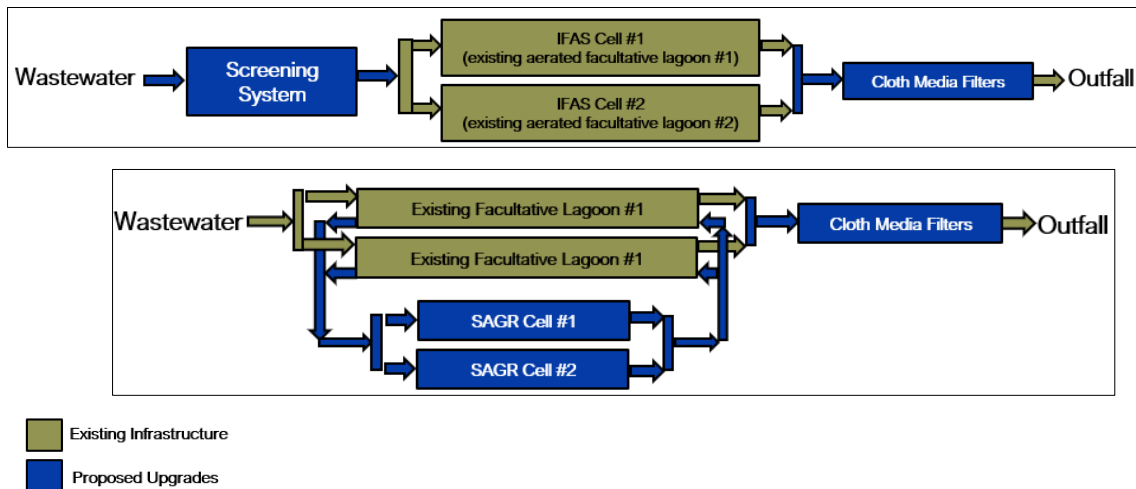 Wastewater
Screening
System
IFAS Cell #1
(existing aerated facultative lagoon #1)
IFAS Cell #2
(existing aerated facultative lagoon #2)
Cloth Media Filters
Outfall
Wastewater
Existing Facultative Lagoon #1
Existing Facultative Lagoon #1
SAGR Cell #1
SAGR Cell #2
Cloth Media Filters
Outfall
Existing Infrastructure
Proposed Upgrades